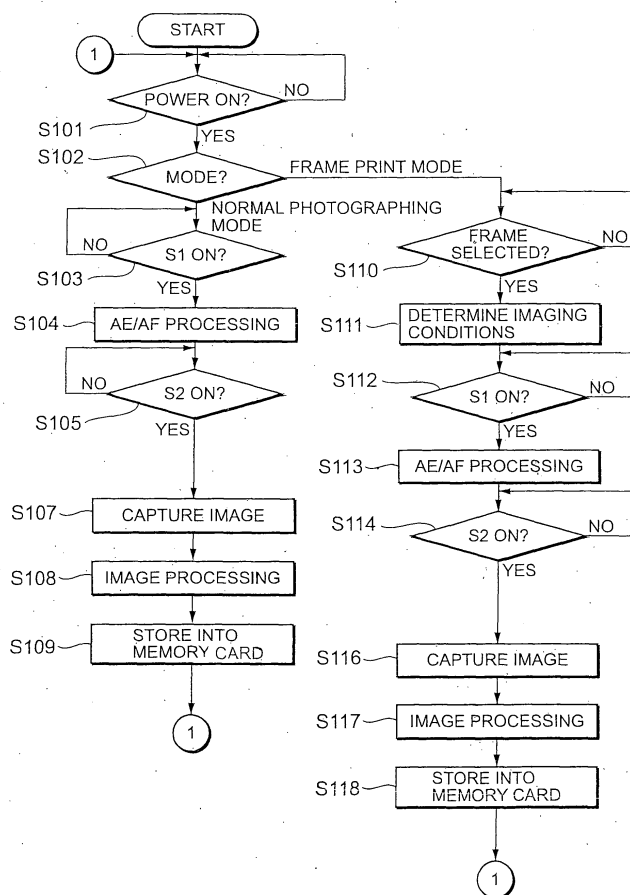 START
1
POWER ON?
NO
S101
YES
S102
MODE?
FRAME PRINT MODE
NORMAL PHOTOGRAPHING
MODE
S1 ON?
NO
S103
YES
S104
AE/AF PROCESSING
S2 ON?
NO
S105
YES
S107
CAPTURE IMAGE
S108
IMAGE PROCESSING
S109
STORE INTO
MEMORY CARD
1
FRAME
SELECTED?
NO
S110
YES
S111
DETERMINE IMAGING
CONDITIONS
S112
S1 ON?
NO
YES
S113
AE/AF PROCESSING
S114
S2 ON?
NO
YES
S116
CAPTURE IMAGE
S117
IMAGE PROCESSING
S118
STORE INTO
MEMORY CARD
1